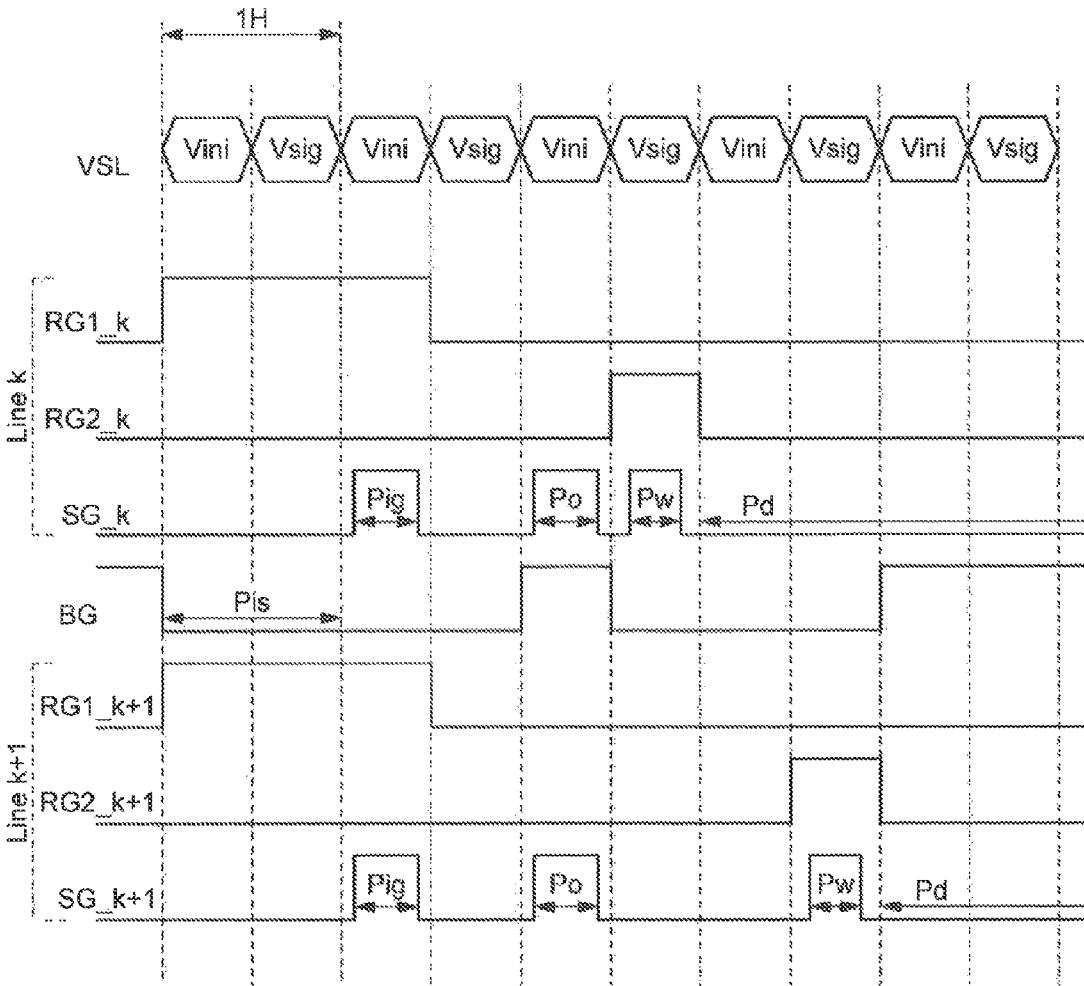 1H
VSL Vini Vsig Vini Vsig Vini Vsig Vini Vsig Vini Vsig
Line k
RG1_k
RG2_k
SG_k Pig Po Pw Pd
BG Pis
Line k+1
RG1_k+1
RG2_k+1
SG_k+1 Pig Po Pw Pd